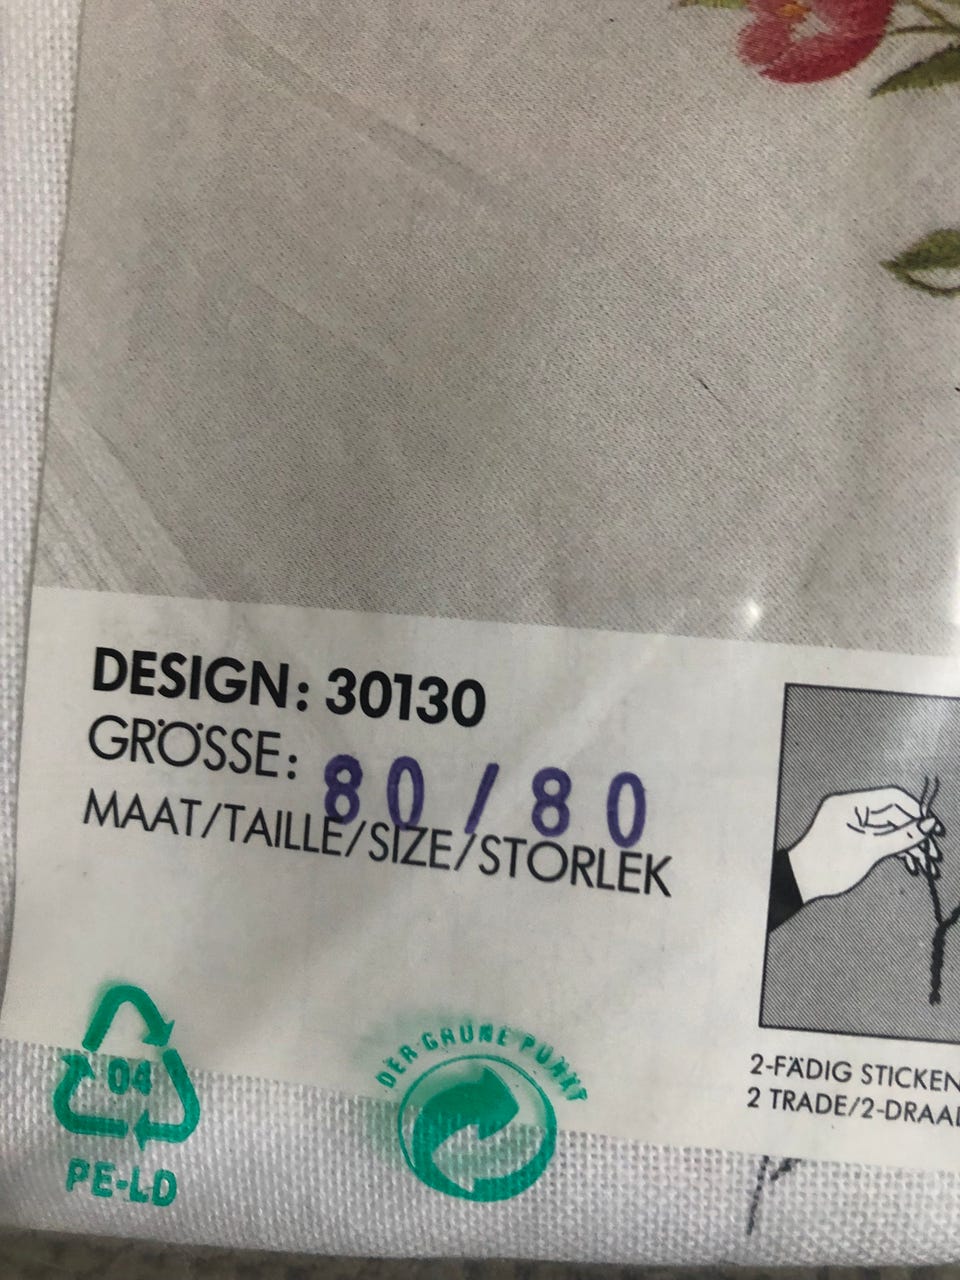 DESIGN: 30130
GRÖSSE: 80/80
MAAT/TAILLE/SIZE/STORLEK
2-FÄDIG STICKEN
2 TRADE/2-DRAAD
04
PE-LD
DER GRÜNE PUNKT